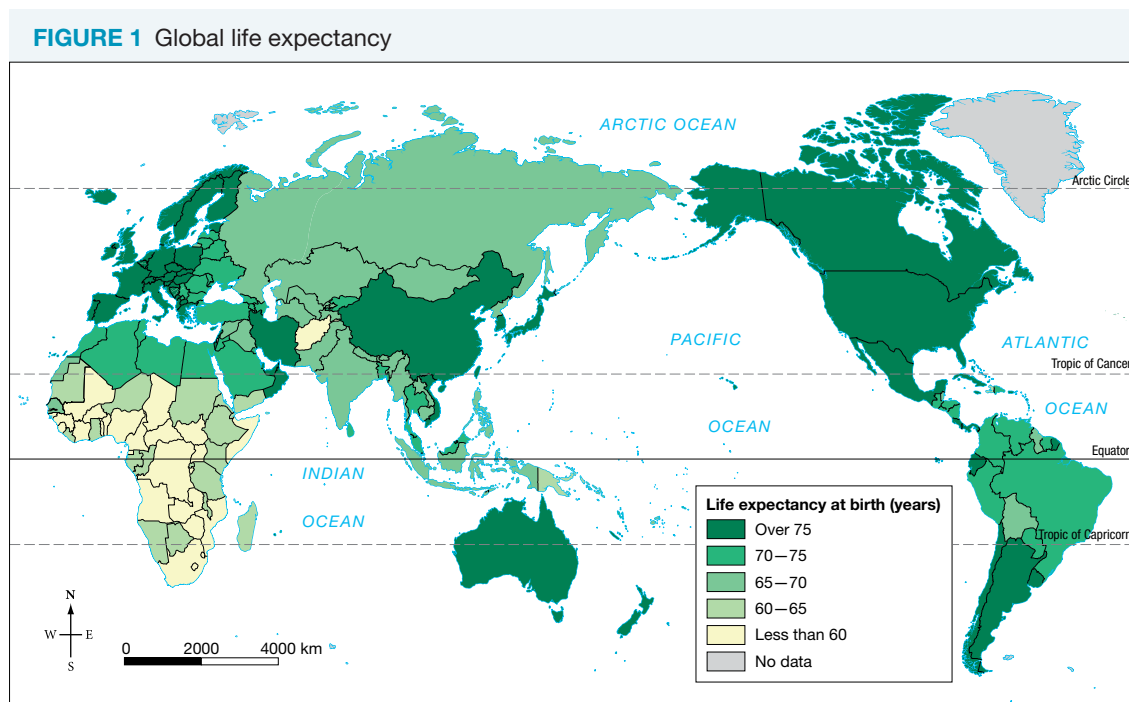 FIGURE 1 Global life expectancy
ARCTIC OCEAN
Arctic Circle
PACIFIC
ATLANTIC
Tropic of Cancer
OCEAN
OCEAN
Equator
INDIAN
OCEAN
Tropic of Capricorn
Life expectancy at birth (years)
Over 75
70—75
65—70
60—65
Less than 60
No data
N
W E
S
0 2000 4000 km